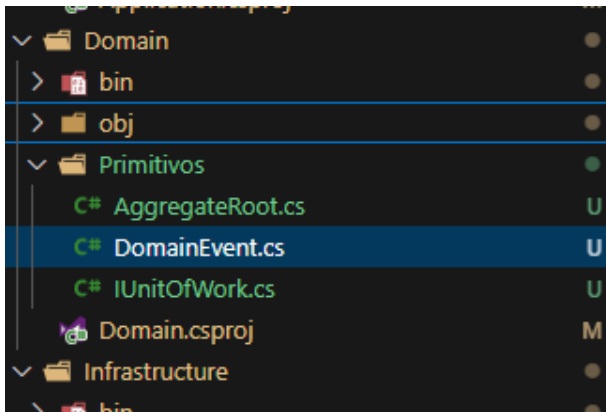 Domain
bin
obj
Primitivos
C# AggregateRoot.cs U
C# DomainEvent.cs U
C# IUnitOfWork.cs U
Domain.csproj M
Infrastructure